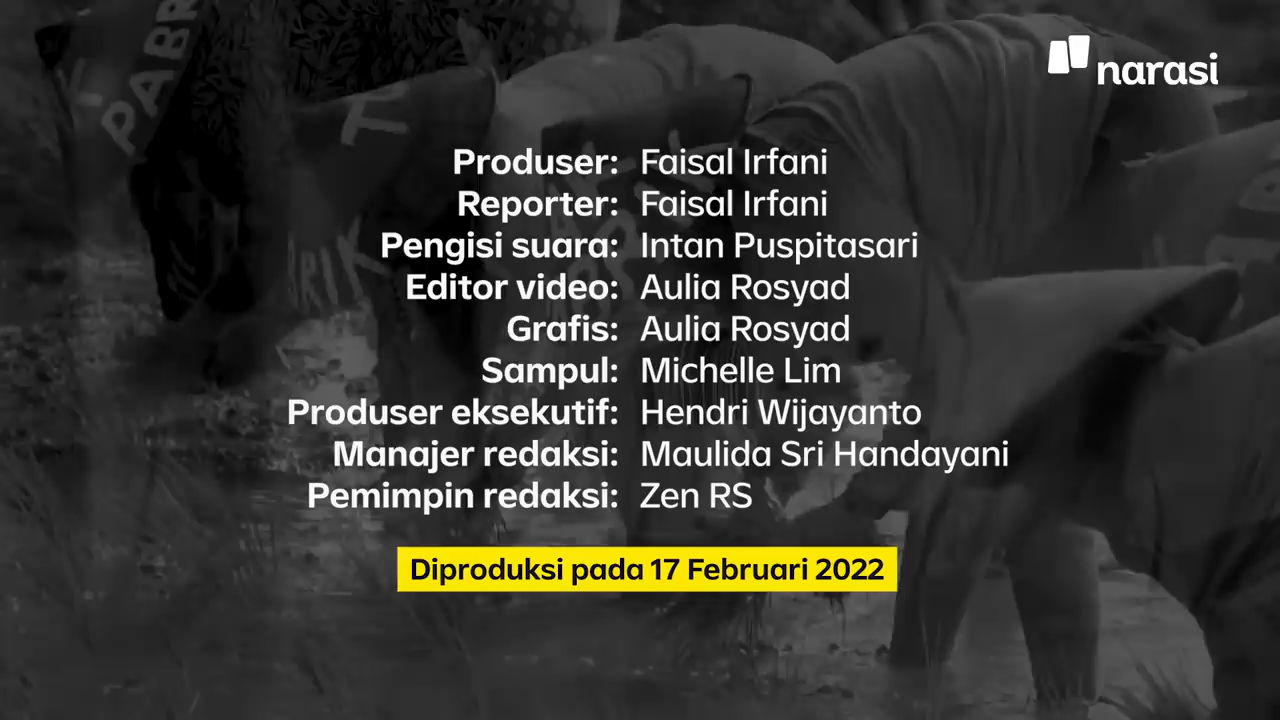 narasi
Produser: Faisal Irfani
Reporter: Faisal Irfani
Pengisi suara: Intan Puspitasari
Editor video: Aulia Rosyad
Grafis: Aulia Rosyad
Sampul: Michelle Lim
Produser eksekutif: Hendri Wijayanto
Manajer redaksi: Maulida Sri Handayani
Pemimpin redaksi: Zen RS
Diproduksi pada 17 Februari 2022